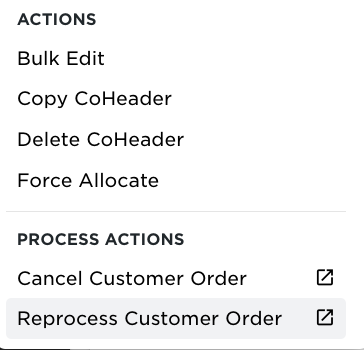 ACTIONS
Bulk Edit
Copy CoHeader
Delete CoHeader
Force Allocate
PROCESS ACTIONS
Cancel Customer Order
Reprocess Customer Order